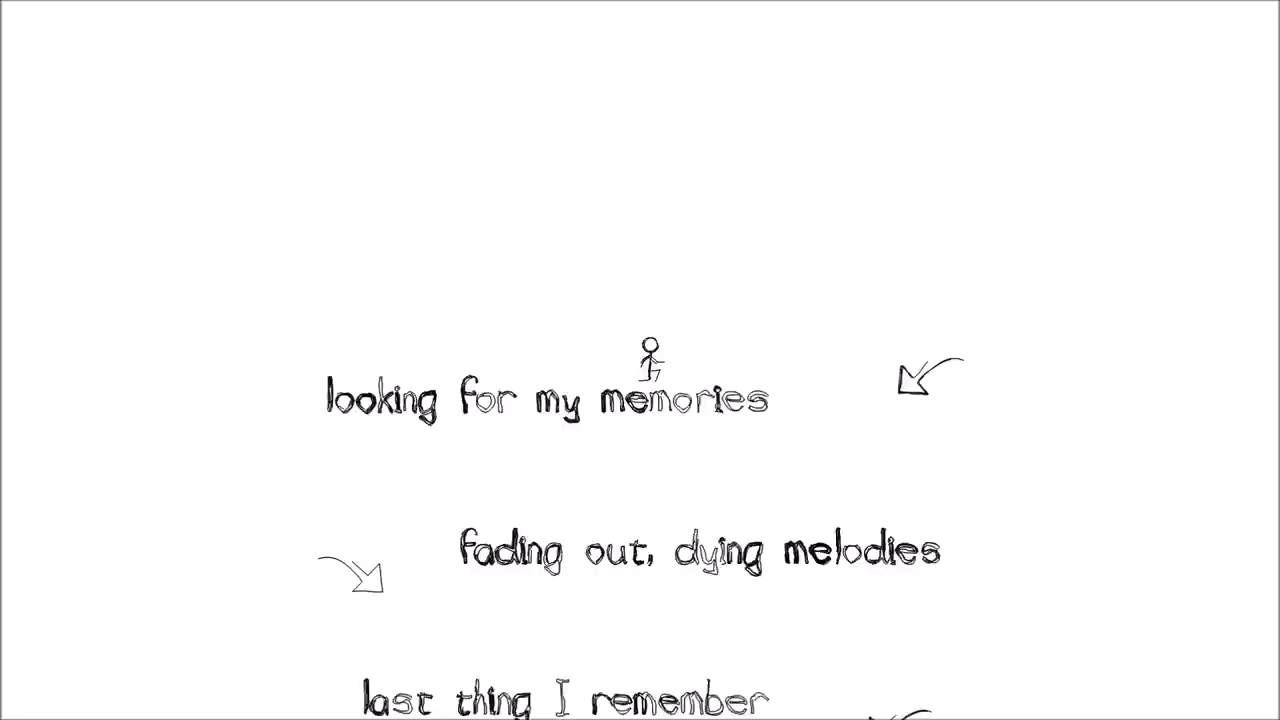 looking for my memories
fading out, dying melodies
last thing I remember